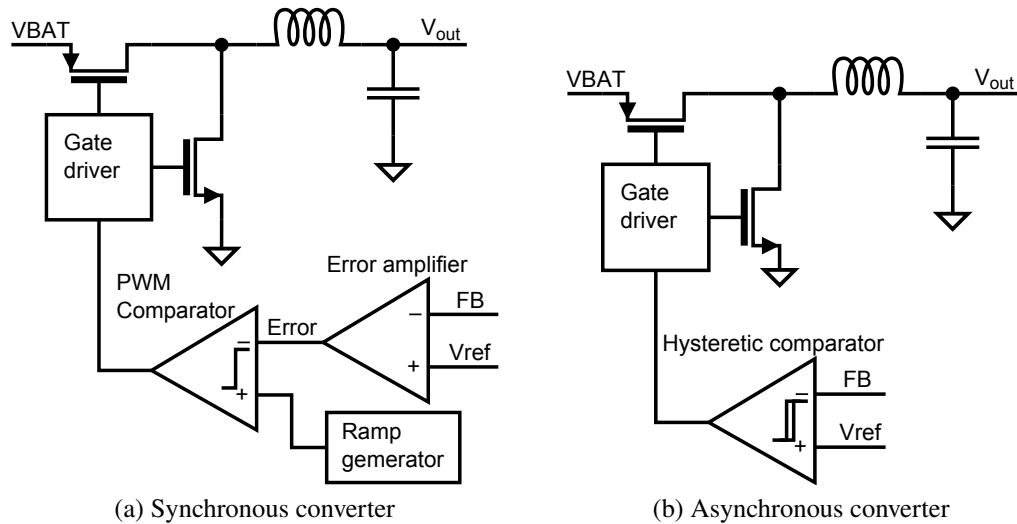 VBAT
Vout
Gate
driver
PWM
Comparator
Error amplifier
Error
−
FB
+
Vref
−
+
Ramp
gemerator
(a) Synchronous converter
VBAT
Vout
Gate
driver
Hysteretic comparator
−
FB
+
Vref
(b) Asynchronous converter